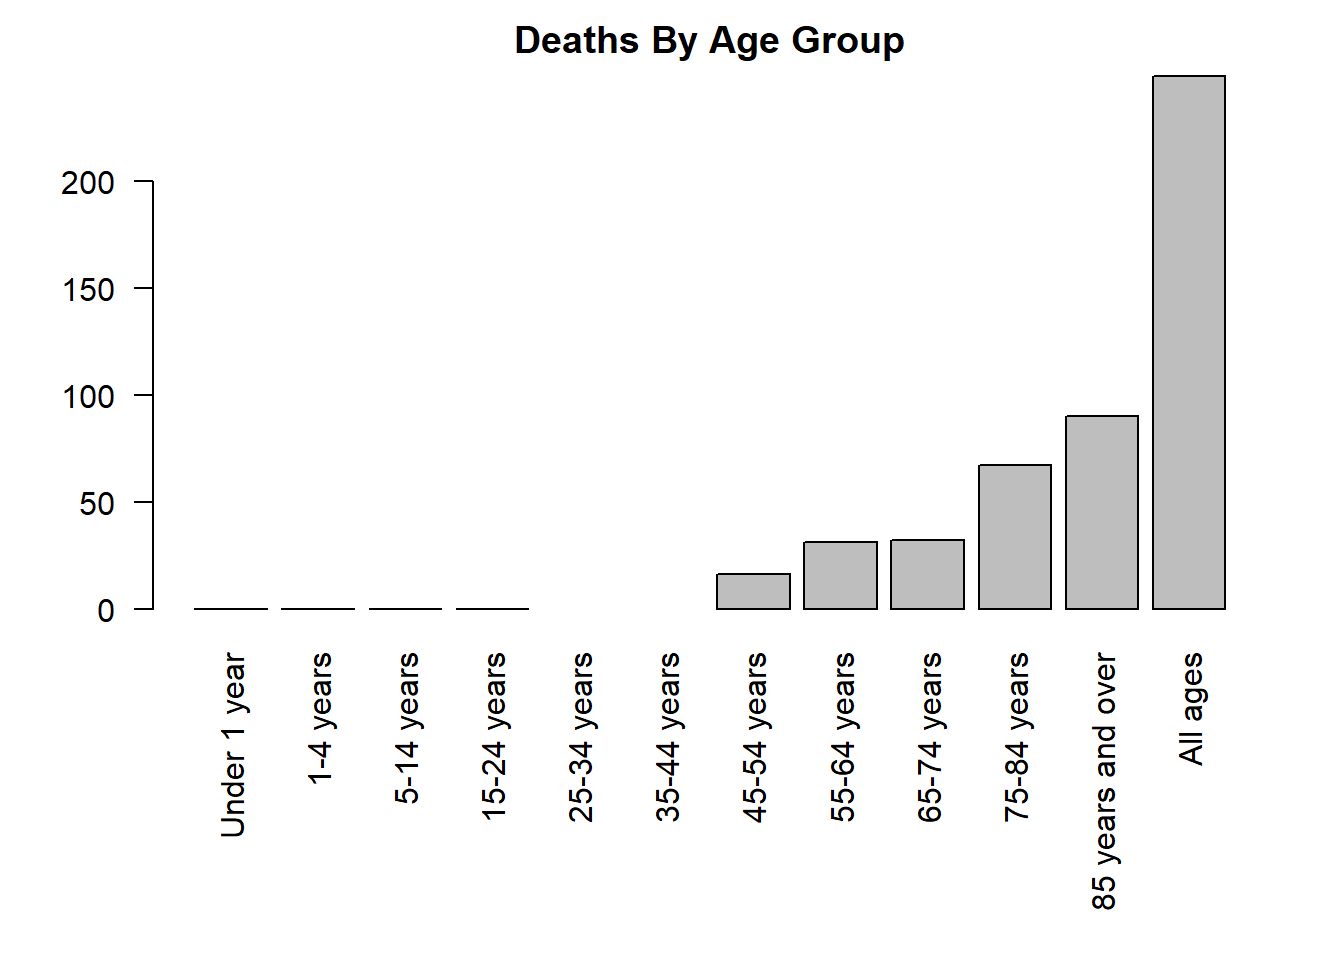 Deaths By Age Group
200
150
100
50
0
Under 1 year
1-4 years
5-14 years
15-24 years
25-34 years
35-44 years
45-54 years
55-64 years
65-74 years
75-84 years
85 years and over
All ages